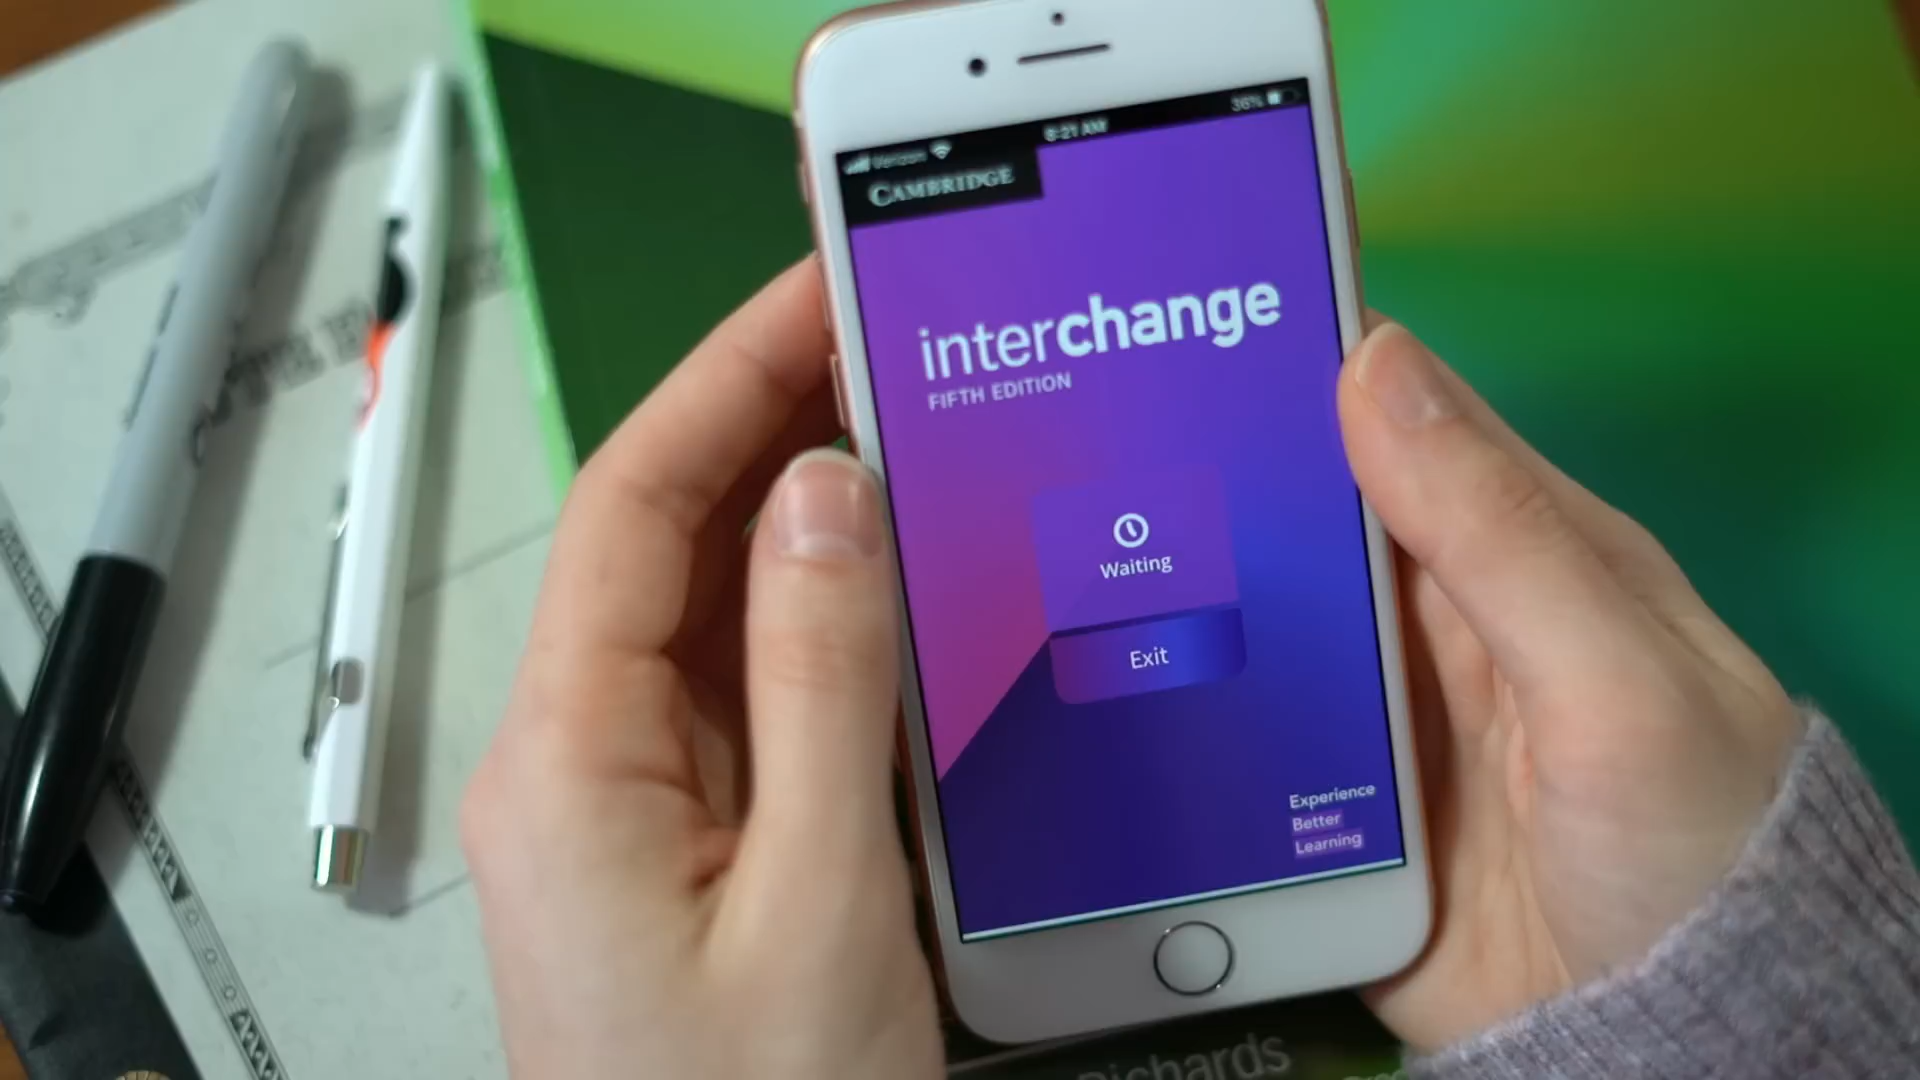 Verizon
8:21 AM
36%
CAMBRIDGE
interchange
FIFTH EDITION
Waiting
Exit
Experience
Better
Learning
Richards